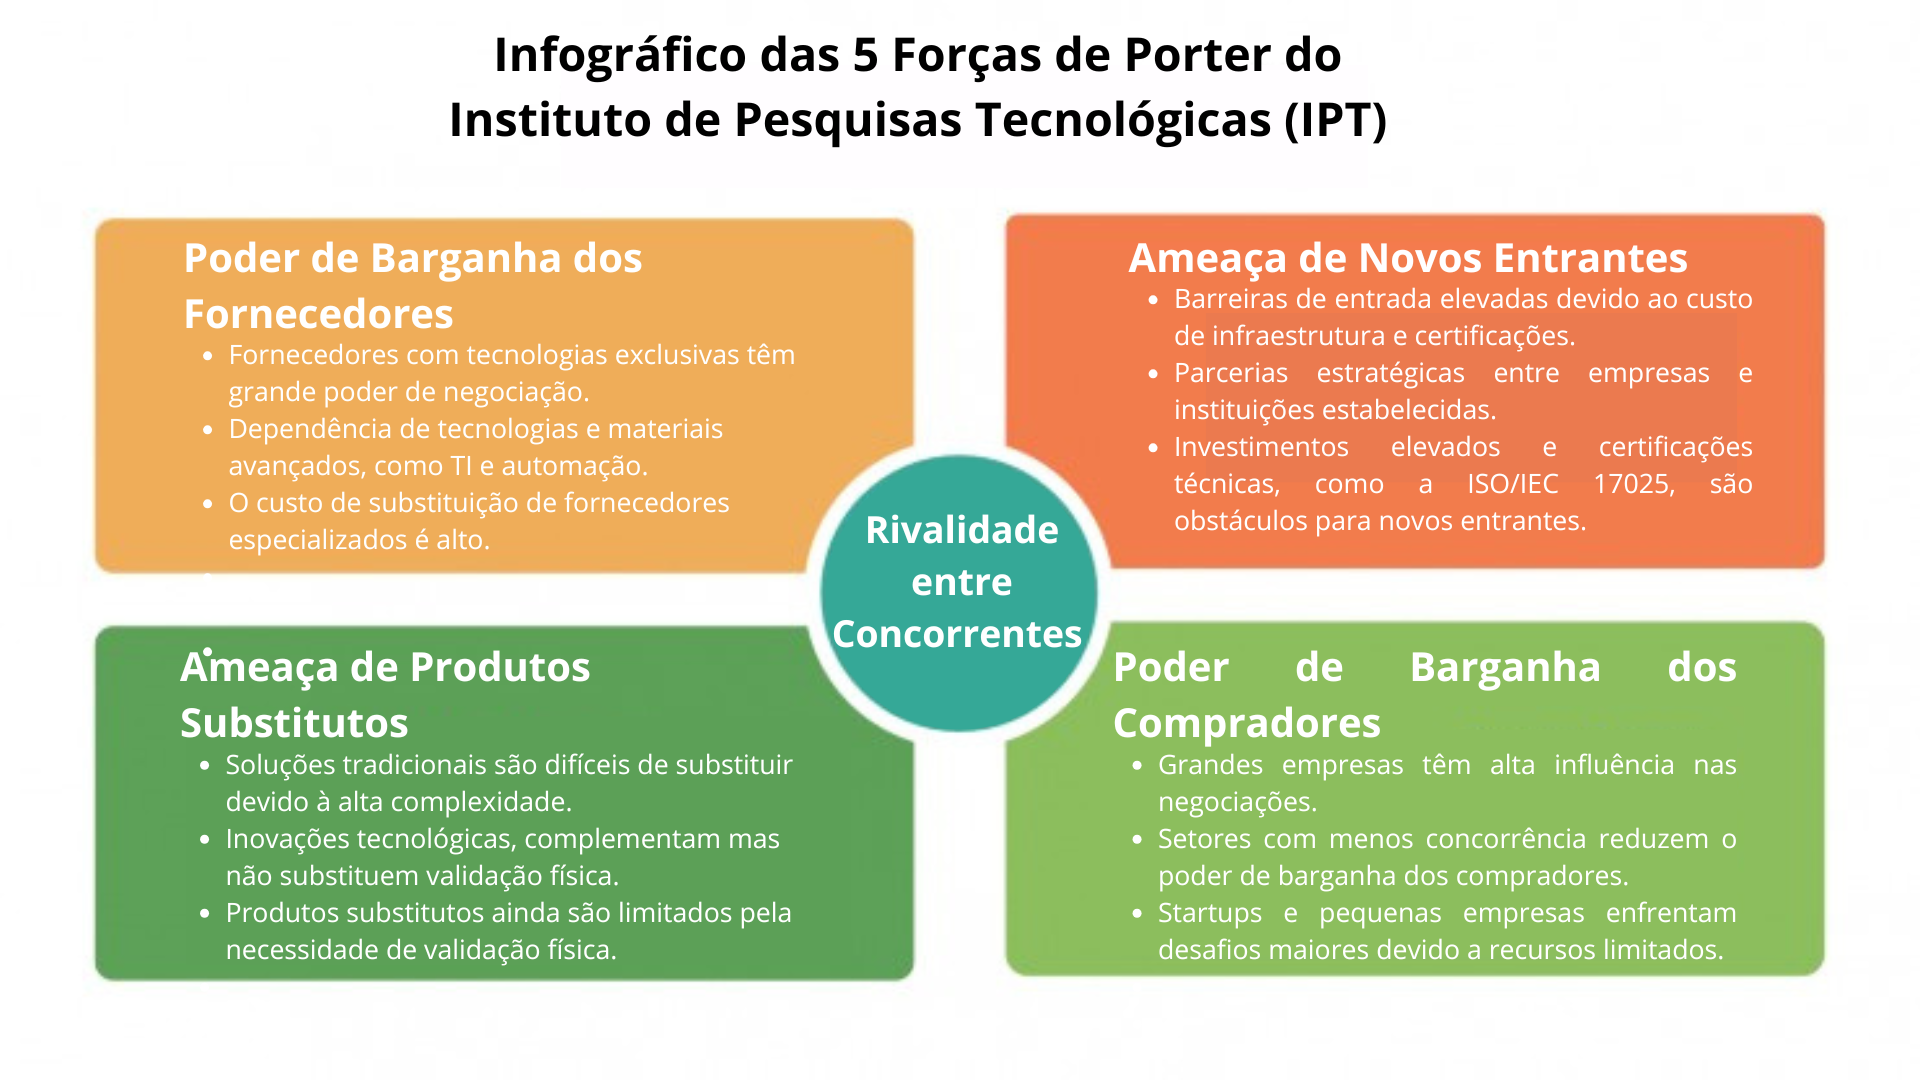 Infográfico das 5 Forças de Porter do
Instituto de Pesquisas Tecnológicas (IPT)
Poder de Barganha dos
Fornecedores
• Fornecedores com tecnologias exclusivas têm
grande poder de negociação.
• Dependência de tecnologias e materiais
avançados, como TI e automação.
• O custo de substituição de fornecedores
especializados é alto.
Ameaça de Novos Entrantes
• Barreiras de entrada elevadas devido ao custo
de infraestrutura e certificações.
• Parcerias estratégicas entre empresas e
instituições estabelecidas.
• Investimentos elevados e certificações
técnicas, como a ISO/IEC 17025, são
obstáculos para novos entrantes.
Rivalidade
entre
Concorrentes
Ameaça de Produtos
Substitutos
• Soluções tradicionais são difíceis de substituir
devido à alta complexidade.
• Inovações tecnológicas, complementam mas
não substituem validação física.
• Produtos substitutos ainda são limitados pela
necessidade de validação física.
Poder de Barganha dos
Compradores
• Grandes empresas têm alta influência nas
negociações.
• Setores com menos concorrência reduzem o
poder de barganha dos compradores.
• Startups e pequenas empresas enfrentam
desafios maiores devido a recursos limitados.